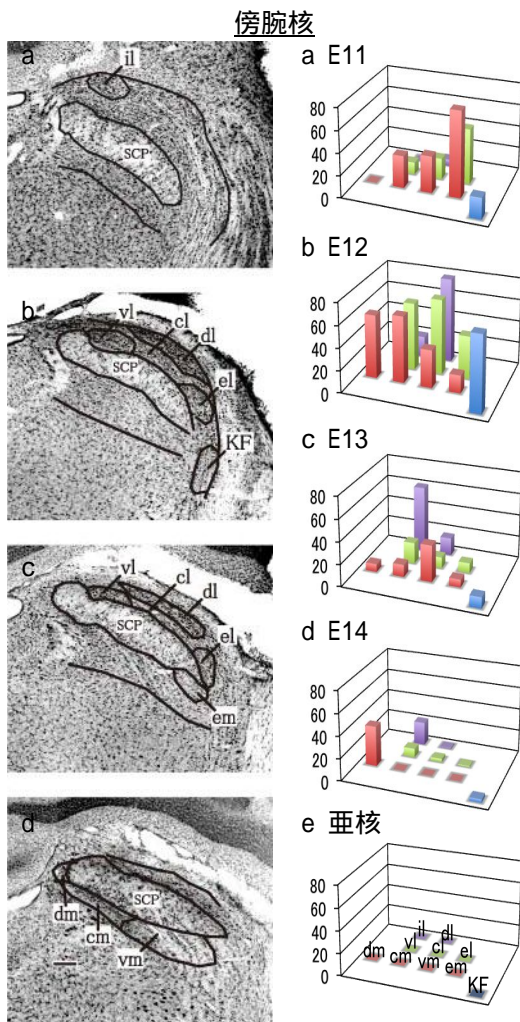 傍腕核
a
il
SCP
b
vl
cl
dl
SCP
el
KF
c
vl
cl
dl
SCP
el
em
d
SCP
dm
cm
vm
a E11
80
60
40
20
0
b E12
80
60
40
20
0
c E13
80
60
40
20
0
d E14
80
60
40
20
0
e 亜核
80
60
40
20
0
il dl
vl cl el
dm cm vm em
KF